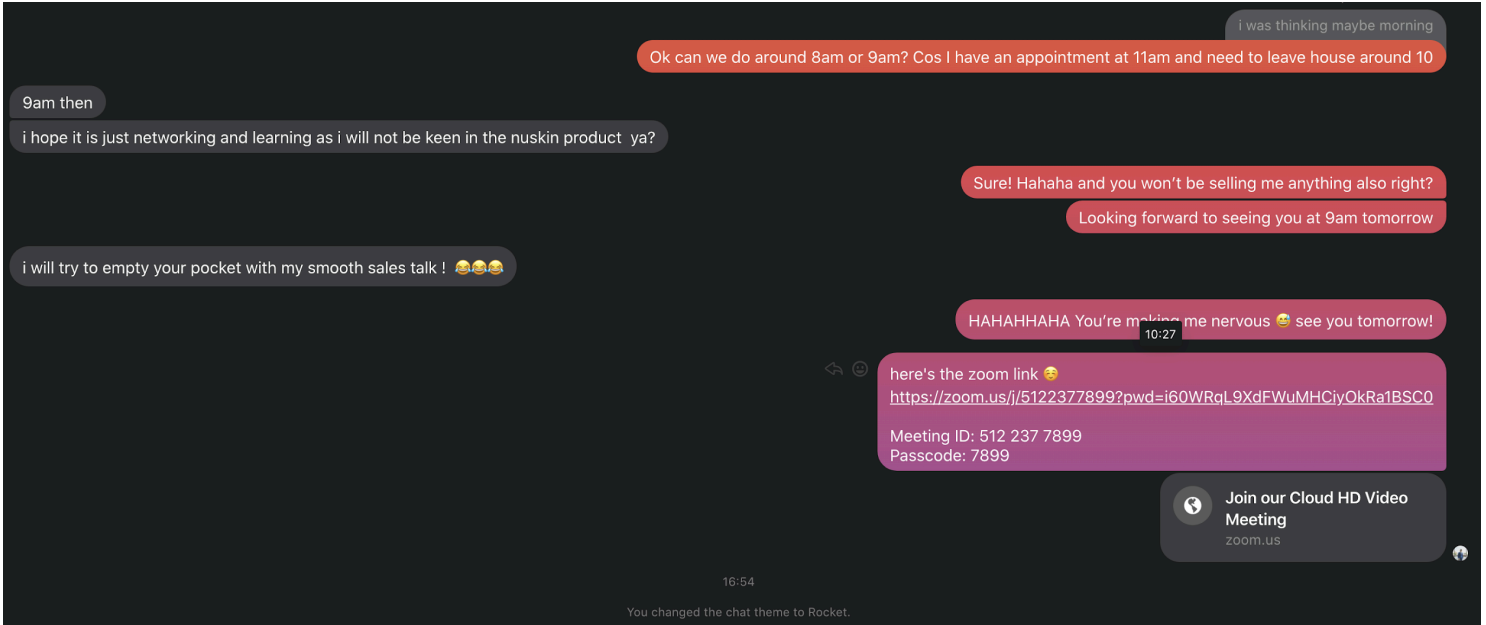 i was thinking maybe morning
Ok can we do around 8am or 9am? Cos I have an appointment at 11am and need to leave house around 10
9am then
i hope it is just networking and learning as i will not be keen in the nuskin product  ya?
Sure! Hahaha and you won’t be selling me anything also right?
Looking forward to seeing you at 9am tomorrow
i will try to empty your pocket with my smooth sales talk ! 😂😂😂
HAHAHHAHA You’re making me nervous 😅 see you tomorrow!
10:27
here's the zoom link ☺️
https://zoom.us/j/5122377899?pwd=i60WRqL9XdFWuMHCiyOkRa1BSC0
Meeting ID: 512 237 7899
Passcode: 7899
Join our Cloud HD Video
Meeting
zoom.us
16:54
You changed the chat theme to Rocket.